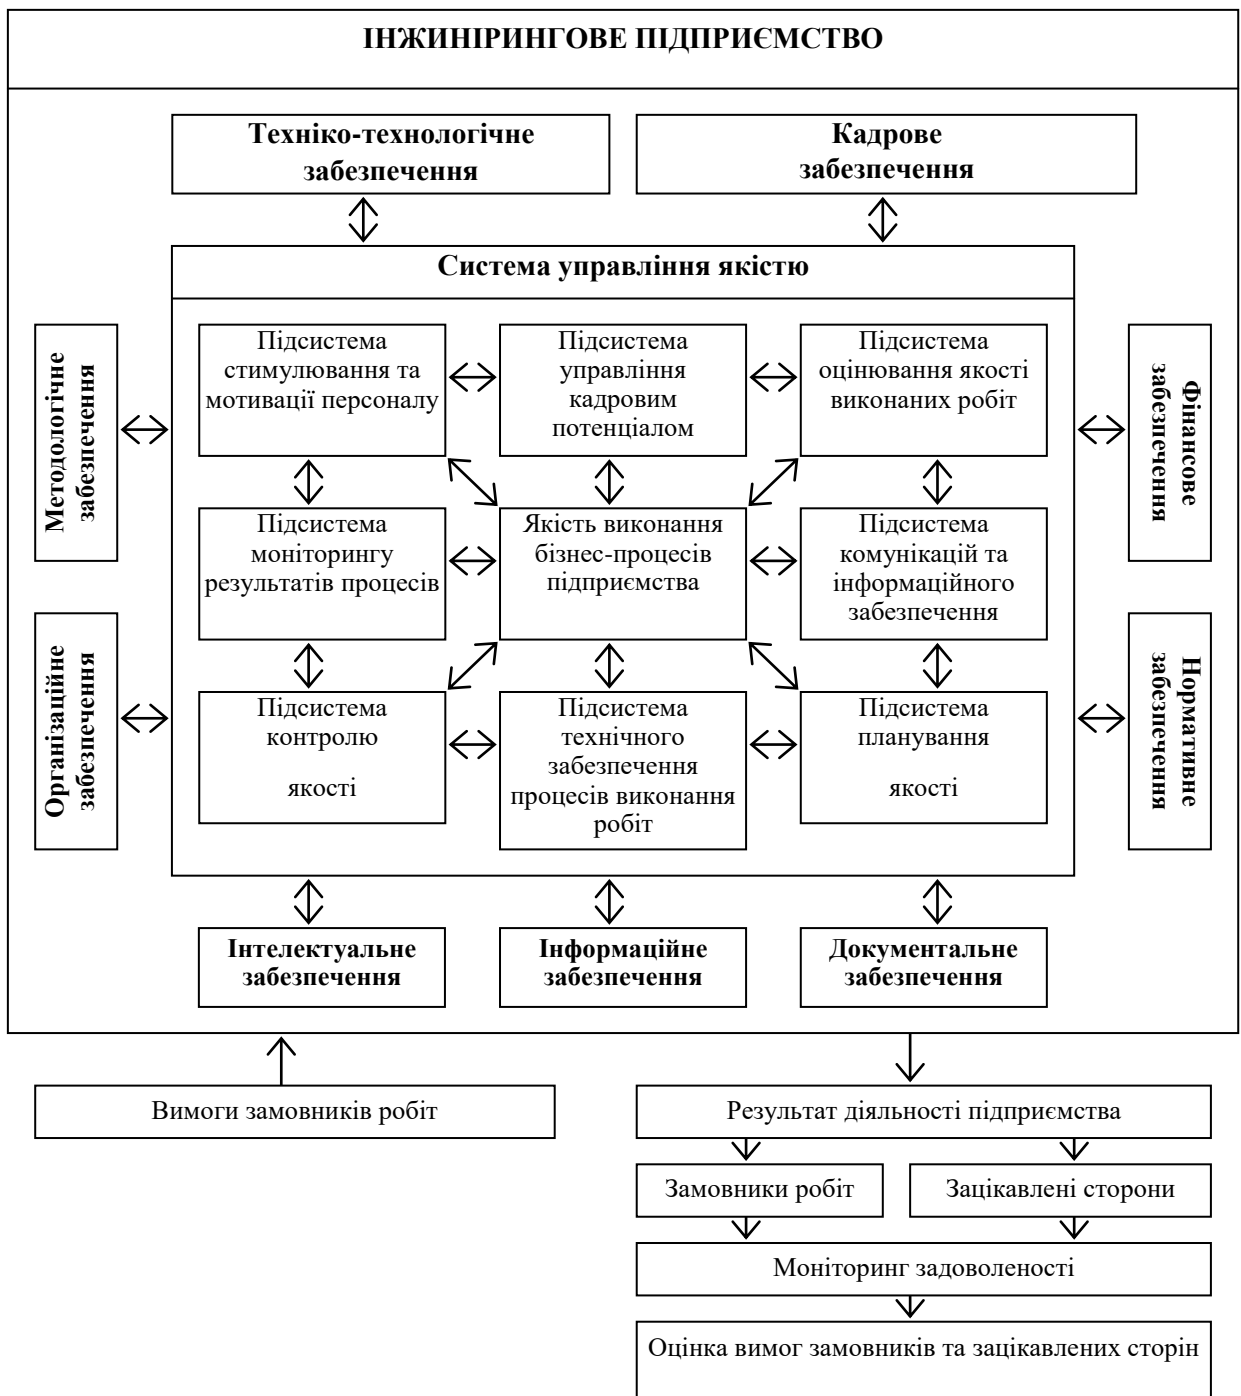 ІНЖИНІРИНГОВЕ ПІДПРИЄМСТВО
Техніко-технологічне
забезпечення
Кадрове
забезпечення
Система управління якістю
Методологічне
забезпечення
Організаційне
забезпечення
Підсистема
стимулювання та
мотивації персоналу
Підсистема
управління
кадровим
потенціалом
Підсистема
оцінювання якості
виконаних робіт
Підсистема
моніторингу
результатів процесів
Якість виконання
бізнес-процесів
підприємства
Підсистема
комунікацій та
інформаційного
забезпечення
Підсистема
контролю
якості
Підсистема
технічного
забезпечення
процесів виконання
робіт
Підсистема
планування
якості
Фінансове
забезпечення
Нормативне
забезпечення
Інтелектуальне
забезпечення
Інформаційне
забезпечення
Документальне
забезпечення
Вимоги замовників робіт
Результат діяльності підприємства
Замовники робіт
Зацікавлені сторони
Моніторинг задоволеності
Оцінка вимог замовників та зацікавлених сторін